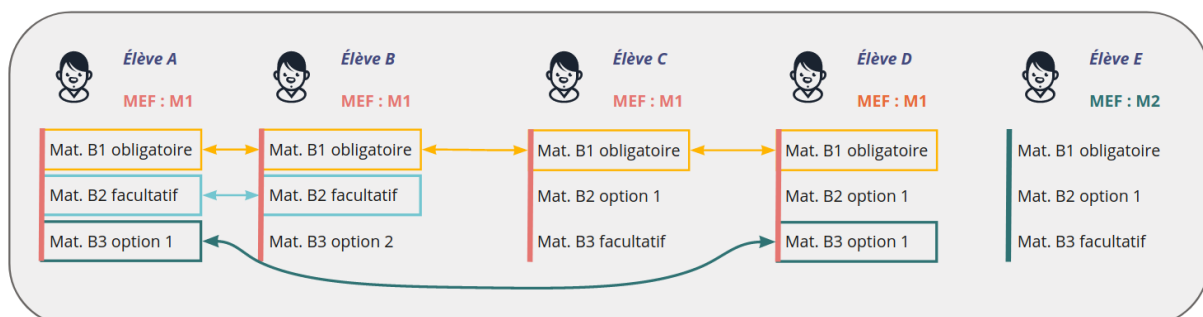 Élève A
MEF : M1
Mat. B1 obligatoire
Mat. B2 facultatif
Mat. B3 option 1
Élève B
MEF : M1
Mat. B1 obligatoire
Mat. B2 facultatif
Mat. B3 option 2
Élève C
MEF : M1
Mat. B1 obligatoire
Mat. B2 option 1
Mat. B3 facultatif
Élève D
MEF : M1
Mat. B1 obligatoire
Mat. B2 option 1
Mat. B3 option 1
Élève E
MEF : M2
Mat. B1 obligatoire
Mat. B2 option 1
Mat. B3 facultatif